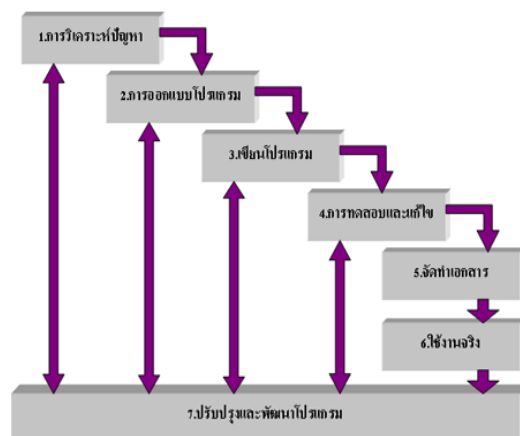 1.การวิเคราะห์ปัญหา
2.การออกแบบโปรแกรม
3.เขียนโปรแกรม
4.การทดสอบและแก้ไข
5.จัดทำเอกสาร
6.ใช้งานจริง
7.ปรับปรุงและพัฒนาโปรแกรม